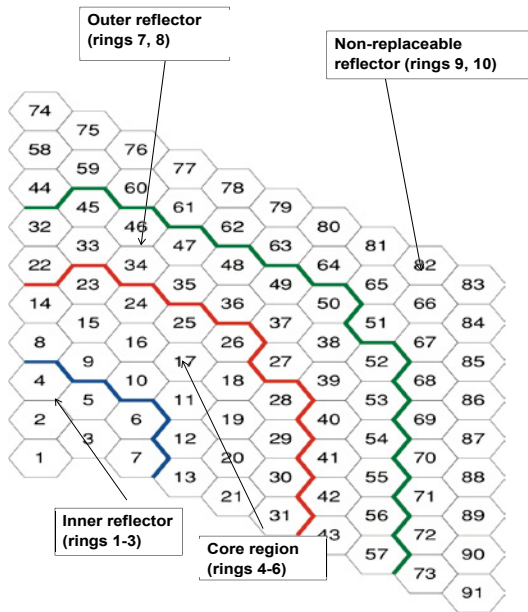 Outer reflector
(rings 7, 8)
Non-replaceable
reflector (rings 9, 10)
74
75
58 76
59 77
44 60 78
45 61 79
32 46 62 80
33 47 63 81
22 34 48 64 82
23 35 49 65 83
14 24 36 50 66
15 25 37 51 84
8 16 26 38 67
9 17 27 52 85
4 10 18 39 68
5 11 28 53 86
2 6 19 40 69
3 12 29 54 87
1 7 20 41 70
13 30 55 88
21 42 71
31 56 89
43 72
57 90
73
91
Inner reflector
(rings 1-3)
Core region
(rings 4-6)